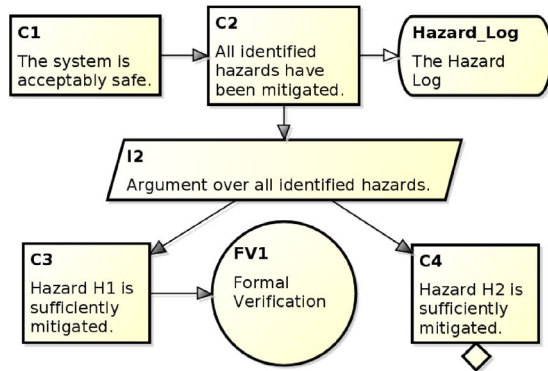 C1
The system is
acceptably safe.
C2
All identified
hazards have
been mitigated.
Hazard_Log
The Hazard
Log
I2
Argument over all identified hazards.
C3
Hazard H1 is
sufficiently
mitigated.
FV1
Formal
Verification
C4
Hazard H2 is
sufficiently
mitigated.